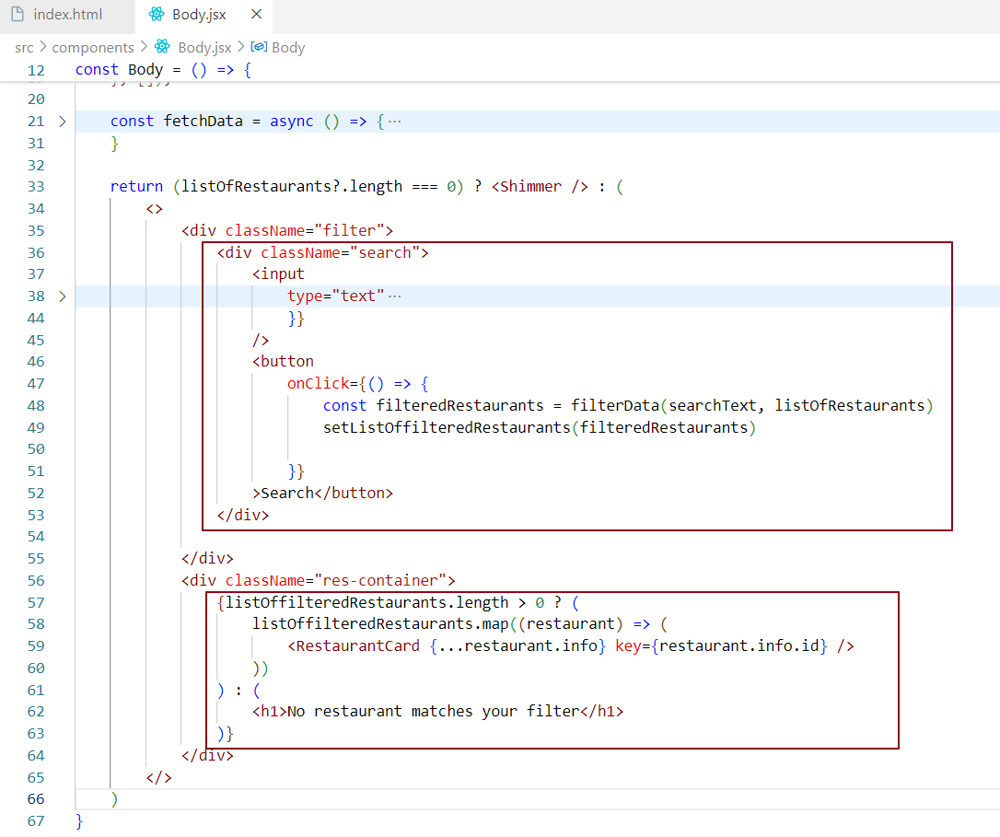 index.html Body.jsx
src > components > Body.jsx > Body
12 const Body = () => {
20
21 const fetchData = async () => { ···
31 }
32
33 return (listOfRestaurants?.length === 0) ? <Shimmer /> : (
34 <>
35 <div className="filter">
36 <div className="search">
37 <input
38 type="text" ···
44 }}
45 />
46 <button
47 onClick={() => {
48 const filteredRestaurants = filterData(searchText, listOfRestaurants)
49 setListOffilteredRestaurants(filteredRestaurants)
50
51 }}
52 >Search</button>
53 </div>
54
55 </div>
56 <div className="res-container">
57 {listOffilteredRestaurants.length > 0 ? (
58 listOffilteredRestaurants.map((restaurant) => (
59 <RestaurantCard {...restaurant.info} key={restaurant.info.id} />
60 ))
61 ) : (
62 <h1>No restaurant matches your filter</h1>
63 )}
64 </div>
65 </>
66 )
67 }